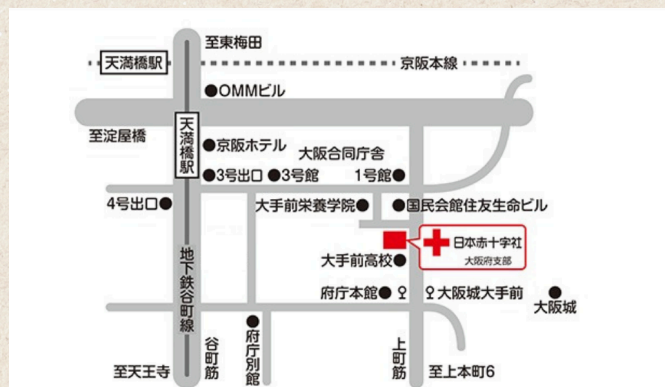 至東梅田
天満橋駅
京阪本線
OMMビル
至淀屋橋
天満橋駅
京阪ホテル
大阪合同庁舎
3号出口
3号館
1号館
4号出口
大手前栄養学院
国民会館住友生命ビル
日本赤十字社
大阪府支部
大手前高校
地下鉄谷町線
府庁本館
大阪城大手前
大阪城
至天王寺
谷町筋
府庁別館
上町筋
至上本町6